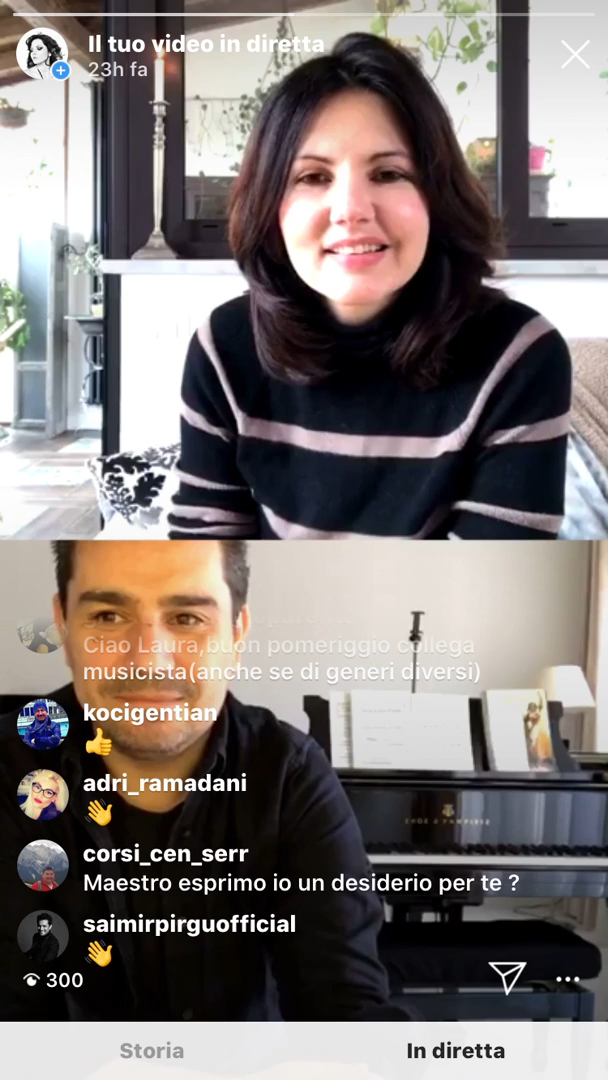 Il tuo video in diretta
23h fa
Ciao Laura,buon pomeriggio collega
musicista(anche se di generi diversi)
kocigentian
👍
adri_ramadani
👋
corsi_cen_serr
Maestro esprimo io un desiderio per te ?
saimirpirguofficial
👋
300
Storia
In diretta